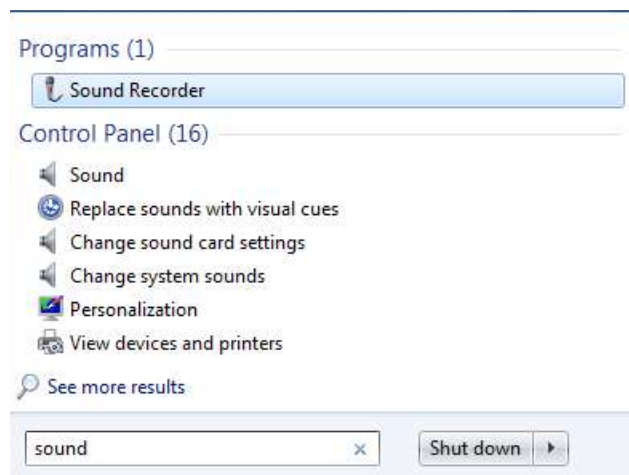 Programs (1)
Sound Recorder
Control Panel (16)
Sound
Replace sounds with visual cues
Change sound card settings
Change system sounds
Personalization
View devices and printers
See more results
sound
Shut down